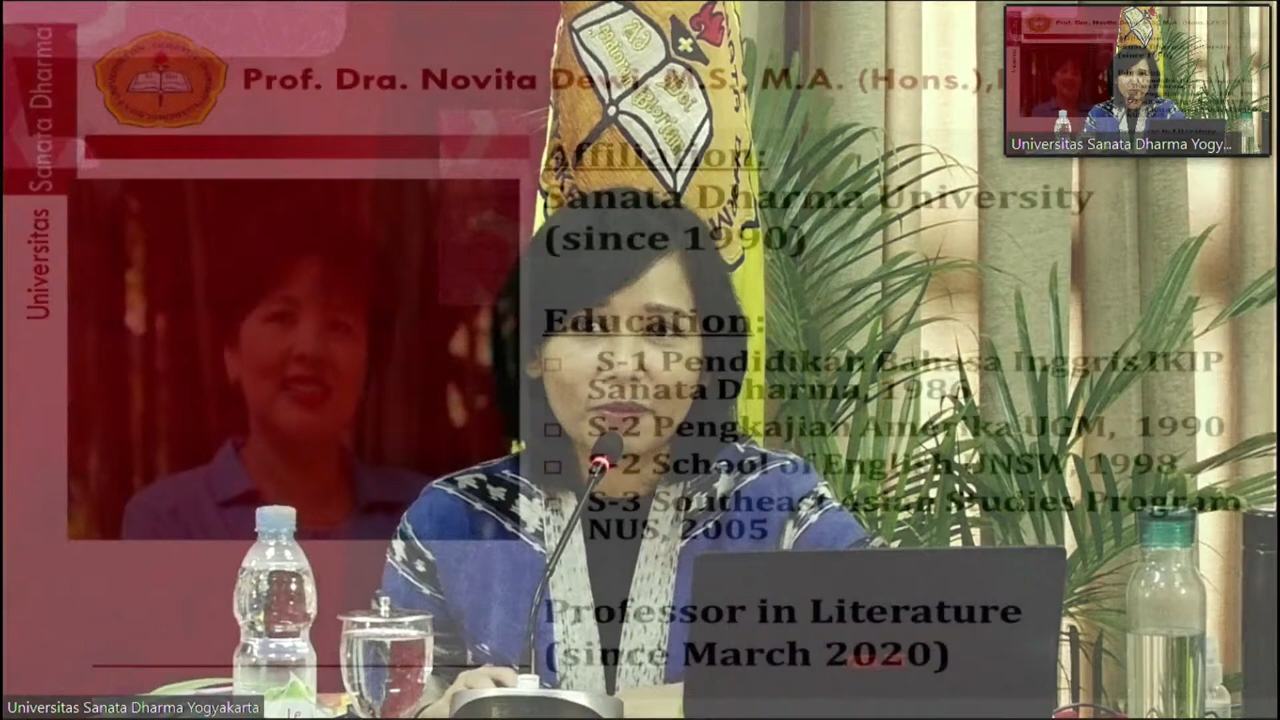 Universitas Sanata Dharma
Prof. Dra. Novita Dewi, M.S., M.A. (Hons.),
Affiliation:
Sanata Dharma University
(since 1990)
Education:
S-1 Pendidikan Bahasa Inggris IKIP
Sanata Dharma, 1986
S-2 Pengkajian Amerika UGM, 1990
S-2 School of English UNSW, 1998
S-3 Southeast Asian Studies Program
NUS, 2005
Professor in Literature
(since March 2020)
Universitas Sanata Dharma Yogy...
Universitas Sanata Dharma Yogyakarta